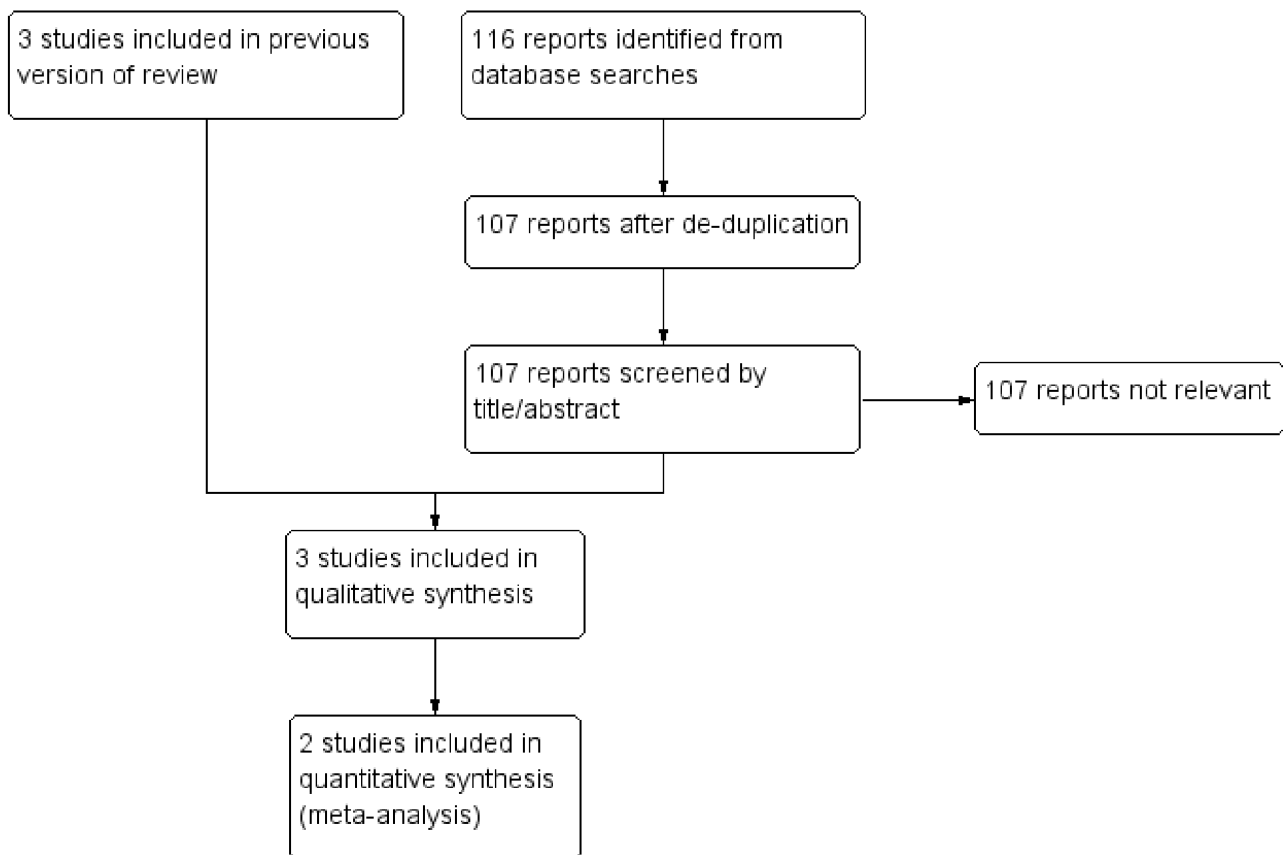 3 studies included in previous
version of review
116 reports identified from
database searches
107 reports after de-duplication
107 reports screened by
title/abstract
107 reports not relevant
3 studies included in
qualitative synthesis
2 studies included in
quantitative synthesis
(meta-analysis)